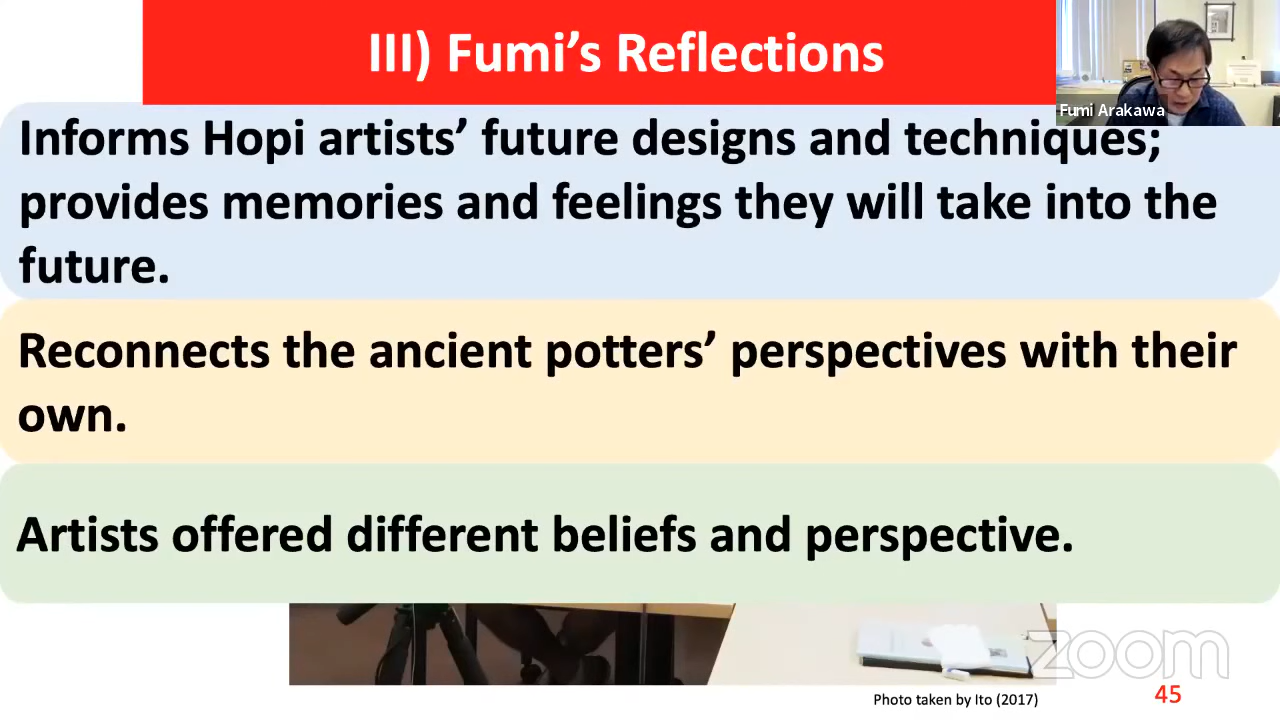 III) Fumi’s Reflections
Fumi Arakawa
Informs Hopi artists’ future designs and techniques;
provides memories and feelings they will take into the
future.
Reconnects the ancient potters’ perspectives with their
own.
Artists offered different beliefs and perspective.
zoom
Photo taken by Ito (2017)
45